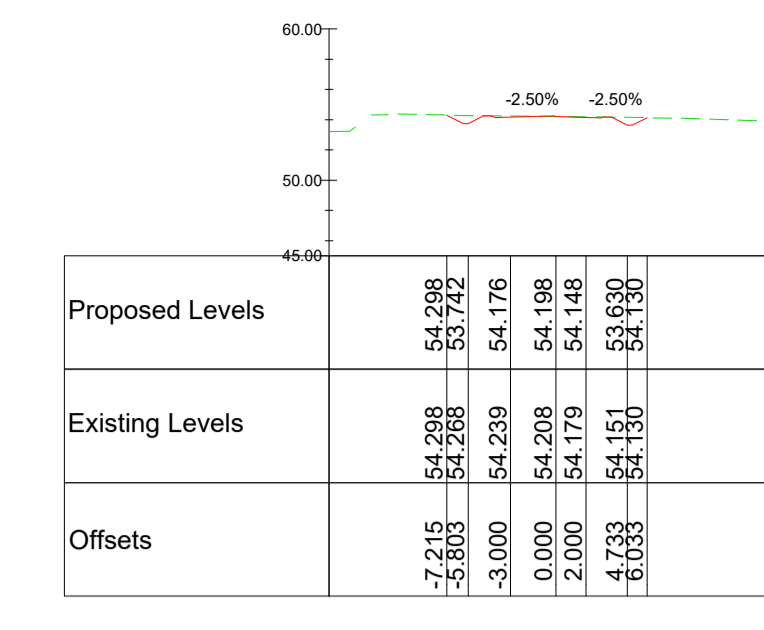 60.00
-2.50% -2.50%
50.00
45.00
Proposed Levels 54.298 53.742 54.176 54.198 54.148 53.630 54.130
Existing Levels 54.298 54.268 54.239 54.208 54.179 54.151 54.130
Offsets -7.215 -5.803 -3.000 0.000 2.000 4.733 6.033